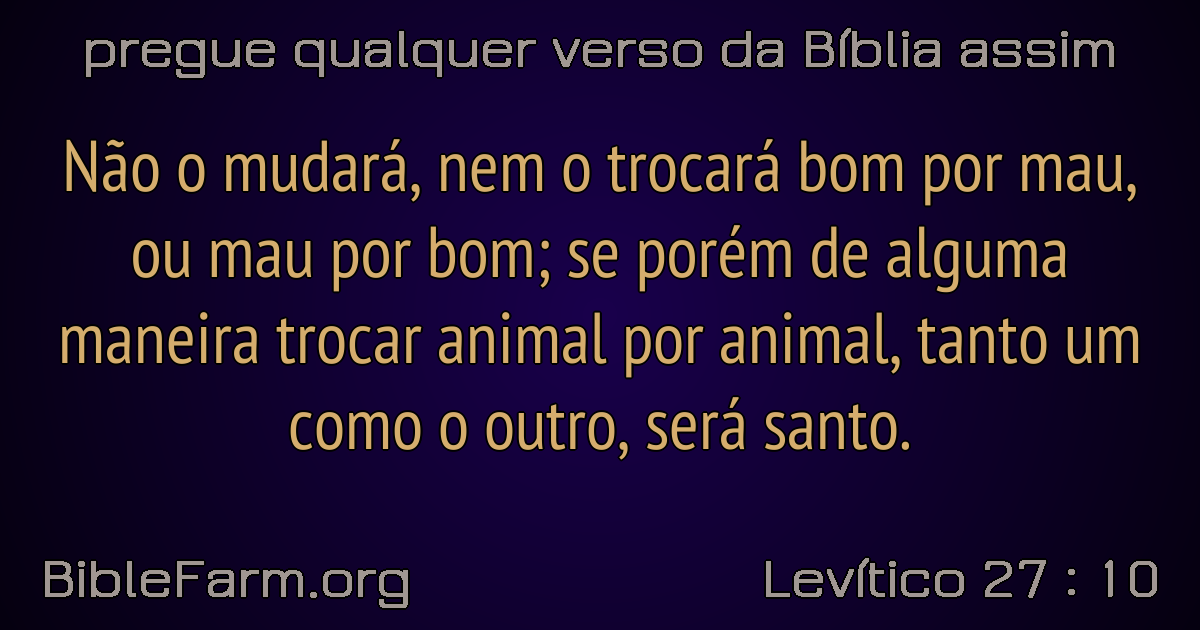 pregue qualquer verso da Bíblia assim
Não o mudará, nem o trocará bom por mau,
ou mau por bom; se porém de alguma
maneira trocar animal por animal, tanto um
como o outro, será santo.
BibleFarm.org
Levítico 27 : 10